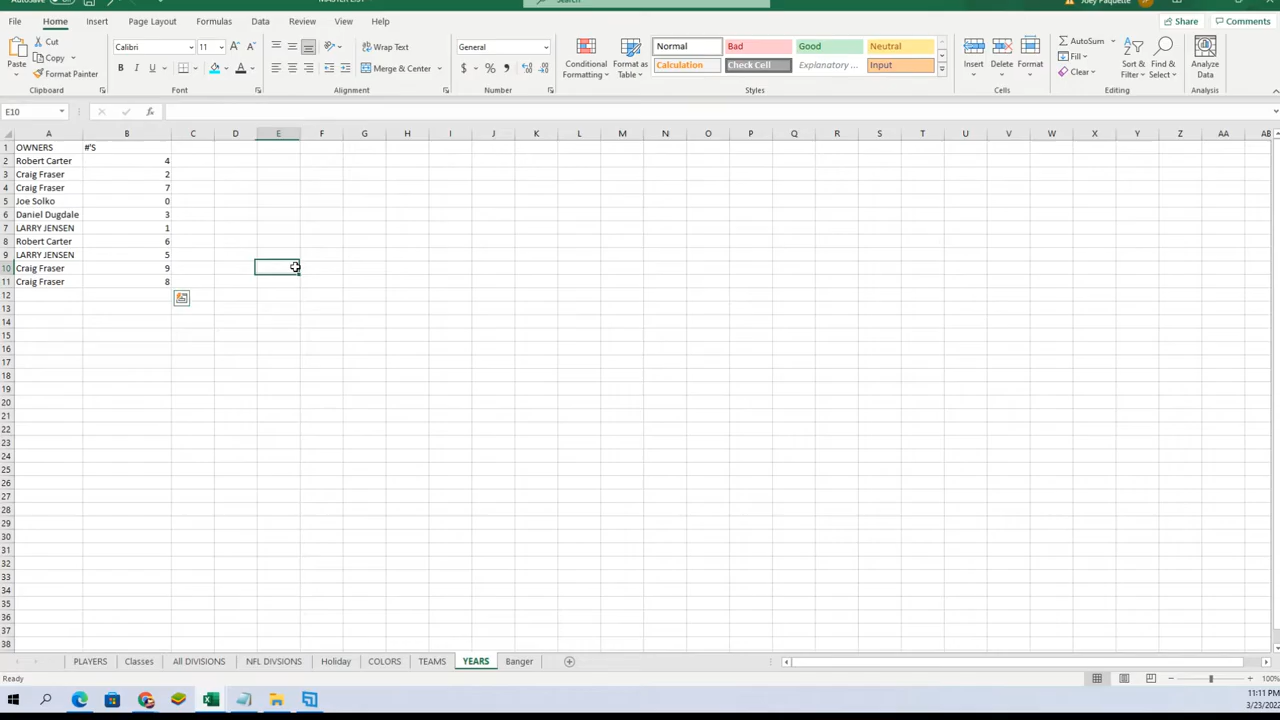 File Home Insert Page Layout Formulas Data Review View Help Share Comments
Cut Calibri 11 Wrap Text General Normal Bad Good Neutral AutoSum
Copy Fill
Paste Format Painter Merge & Center Conditional Formatting Format as Table Calculation Check Cell Explanatory ... Input Insert Delete Format Clear Sort & Filter Find & Select Analyze Data
Clipboard Font Alignment Number Styles Cells Editing Analysis
E10 fx
A B C D E F G H I J K L M N O P Q R S T U V W X Y Z AA AB
1 OWNERS #'S
2 Robert Carter 4
3 Craig Fraser 2
4 Craig Fraser 7
5 Joe Solko 0
6 Daniel Dugdale 3
7 LARRY JENSEN 1
8 Robert Carter 6
9 LARRY JENSEN 5
10 Craig Fraser 9
11 Craig Fraser 8
12
13
14
15
16
17
18
19
20
21
22
23
24
25
26
27
28
29
30
31
32
33
34
35
36
37
38
PLAYERS Classes All DIVISIONS NFL DIVSIONS Holiday COLORS TEAMS YEARS Banger
Ready 100%
11:11 PM